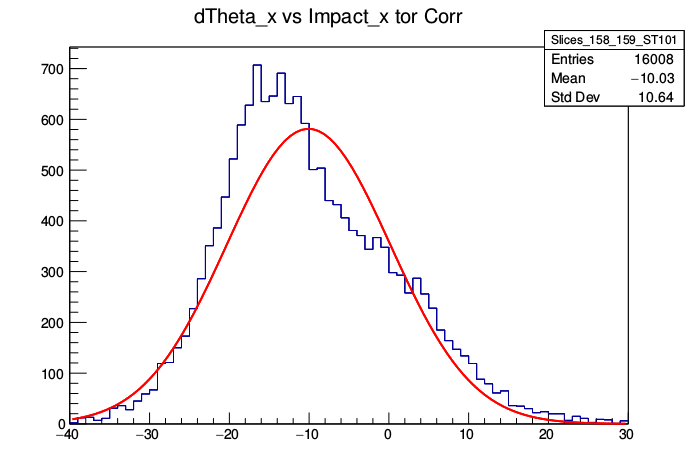 dTheta_x vs Impact_x tor Corr
Slices_158_159_ST101
Entries 16008
Mean −10.03
Std Dev 10.64
700
600
500
400
300
200
100
0
−40 −30 −20 −10 0 10 20 30